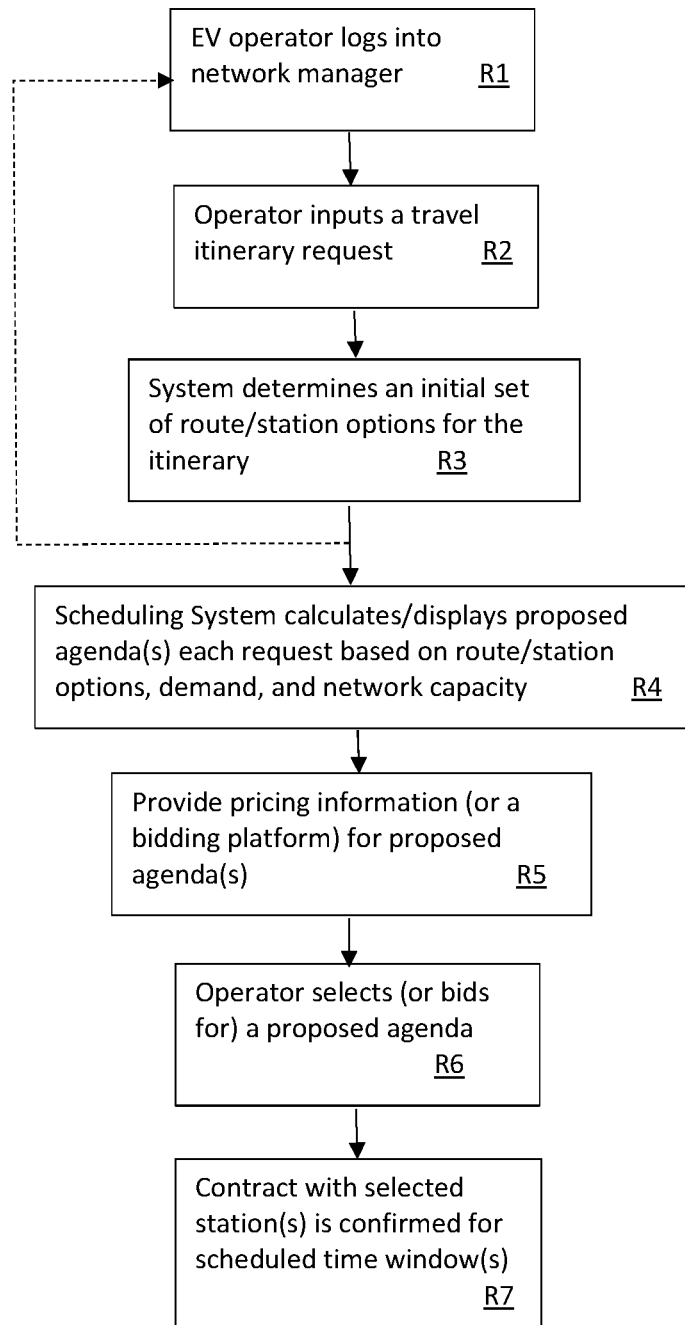 EV operator logs into
network manager R1
Operator inputs a travel
itinerary request R2
System determines an initial set
of route/station options for the
itinerary R3
Scheduling System calculates/displays proposed
agenda(s) each request based on route/station
options, demand, and network capacity R4
Provide pricing information (or a
bidding platform) for proposed
agenda(s) R5
Operator selects (or bids
for) a proposed agenda
R6
Contract with selected
station(s) is confirmed for
scheduled time window(s)
R7